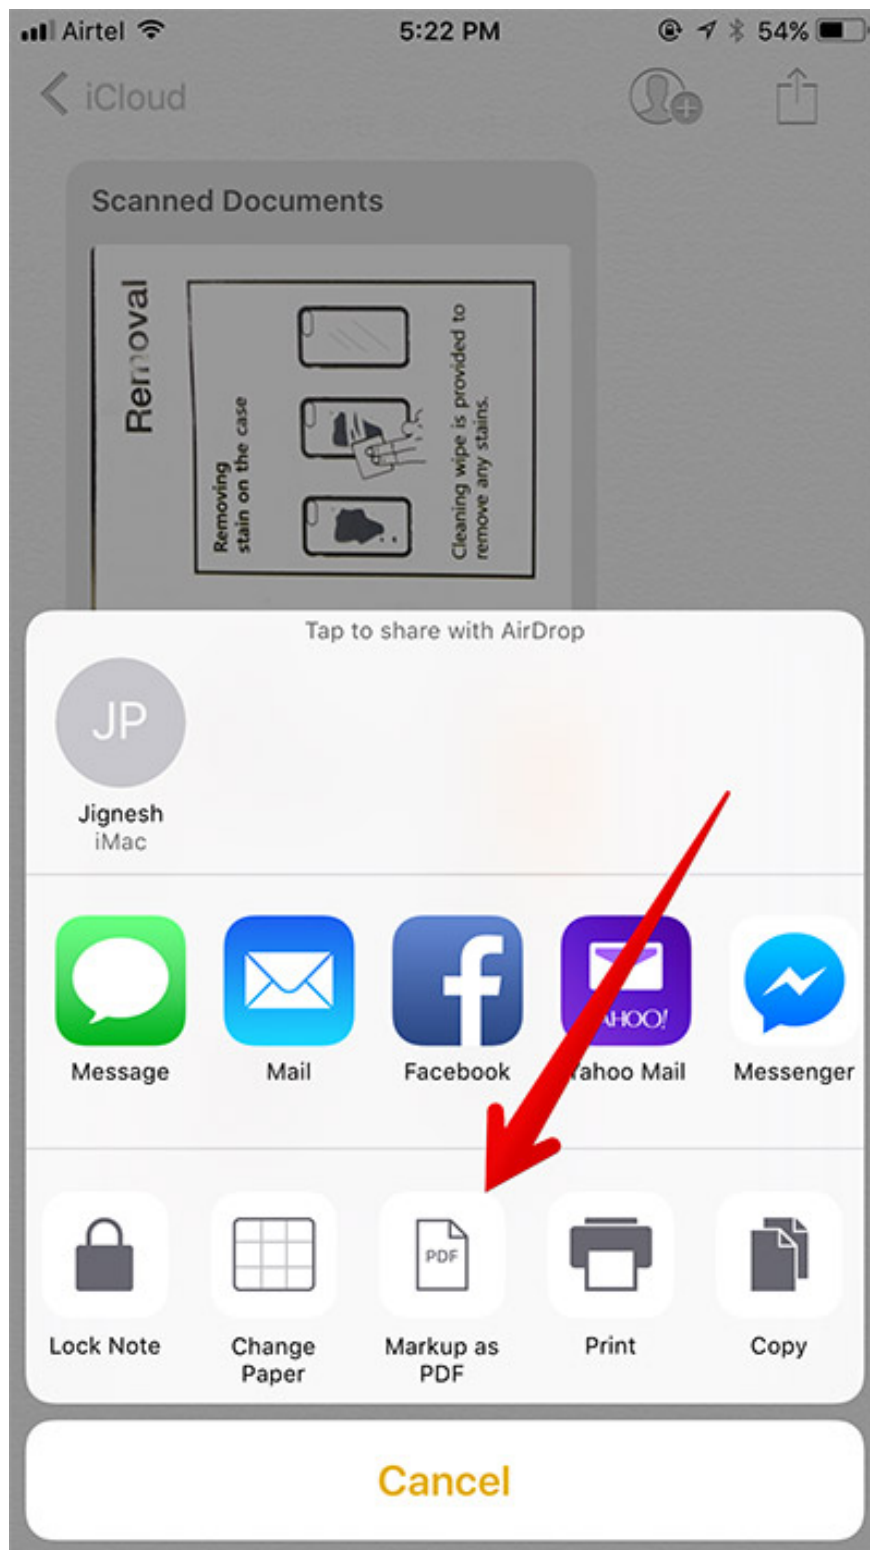 Airtel 5:22 PM 54%
iCloud
Scanned Documents
Removal
Removing
stain on the case
Cleaning wipe is provided to
remove any stains.
Tap to share with AirDrop
JP
Jignesh
iMac
YAHOO!
Message Mail Facebook Yahoo Mail Messenger
PDF
Lock Note Change Paper Markup as PDF Print Copy
Cancel